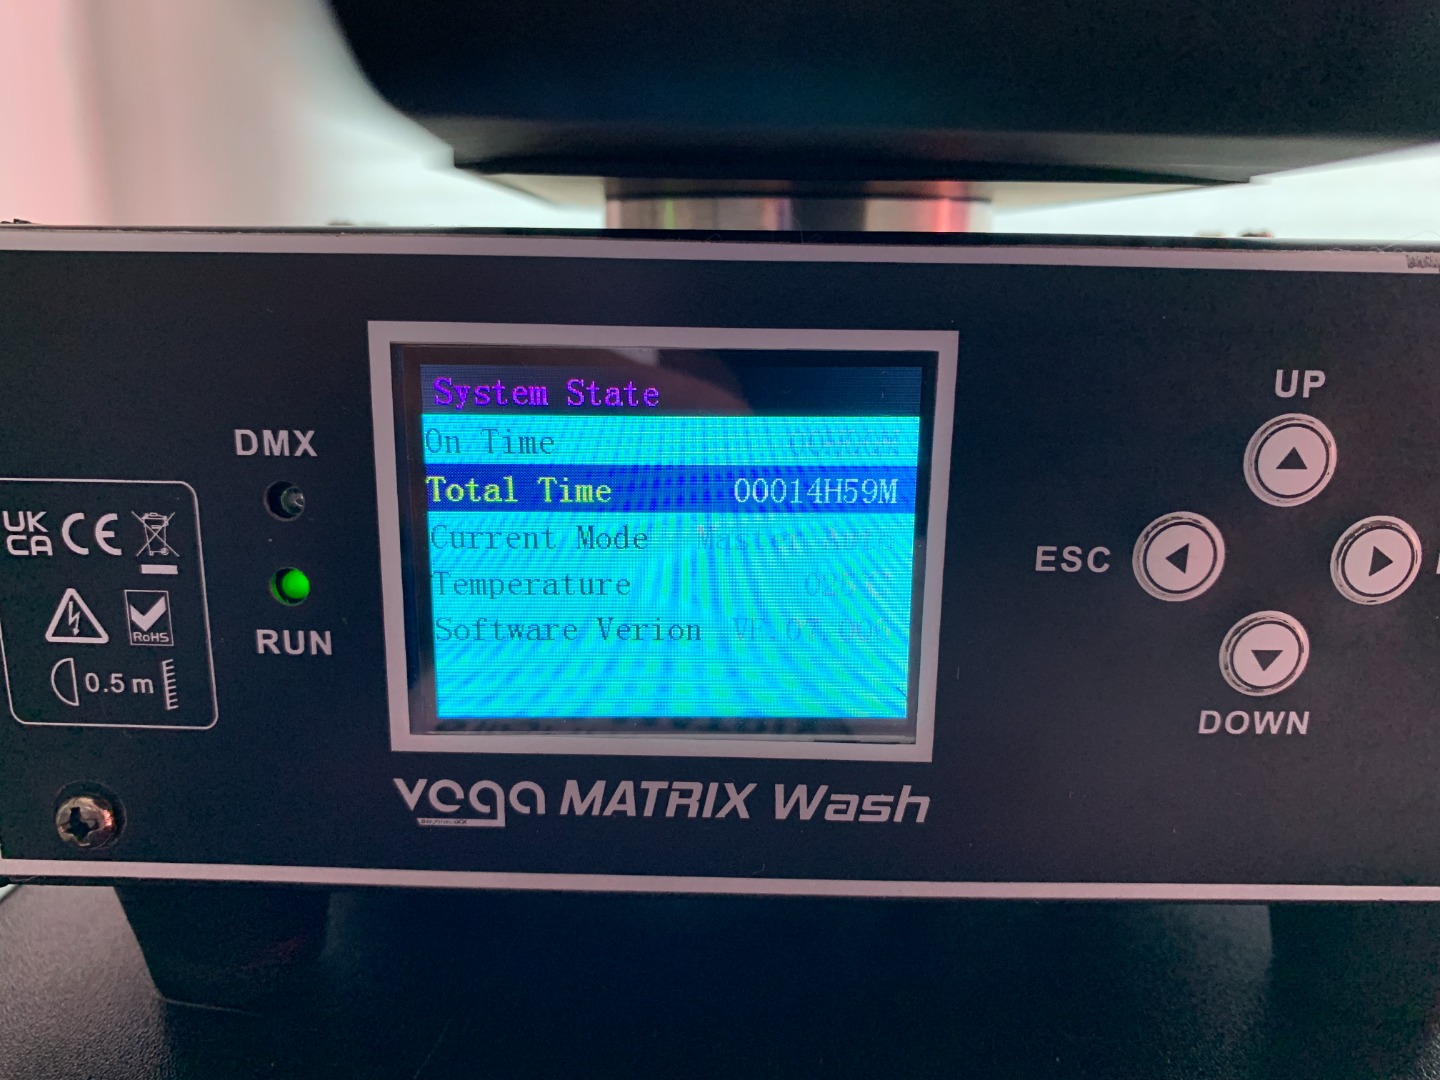 System State
On Time
Total Time 00014H59M
Current Mode
Temperature
Software Verion
DMX
RUN
UK
CA
CE
RoHS
0.5 m
UP
ESC
DOWN
vega MATRIX Wash